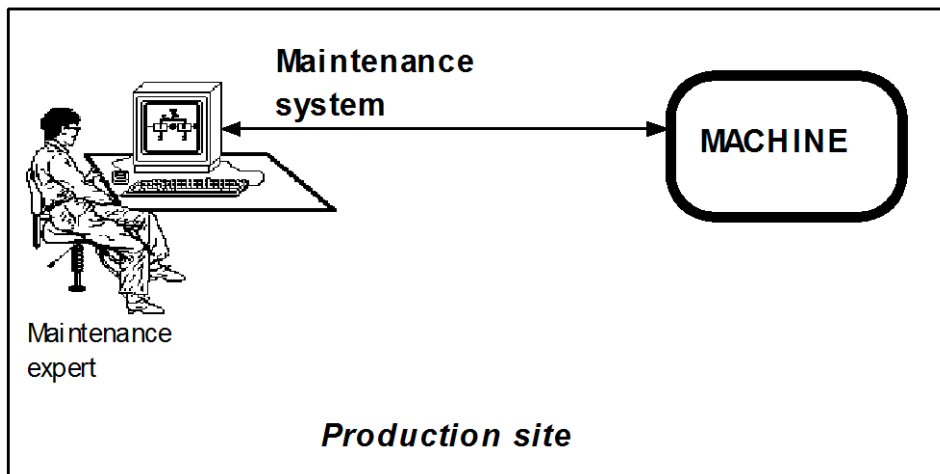 Maintenance
system
MACHINE
Maintenance
expert
Production site